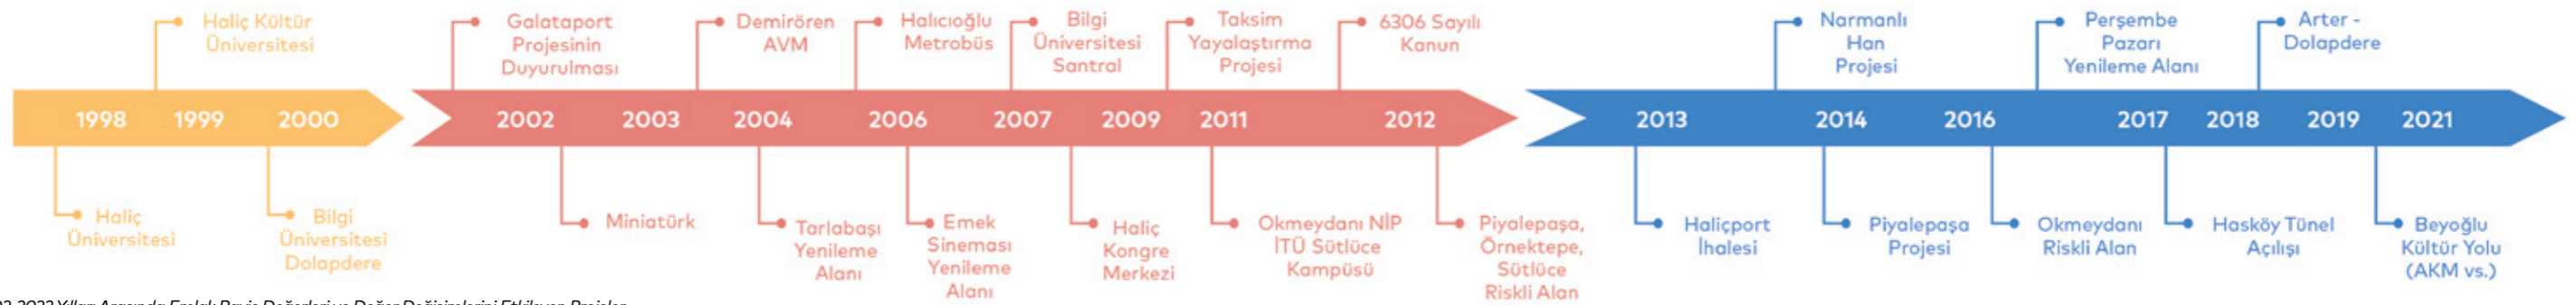 Haliç Kültür
Üniversitesi
Galataport
Projesinin
Duyurulması
Demirören
AVM
Halıcıoğlu
Metrobüs
Bilgi
Üniversitesi
Santral
Taksim
Yayalaştırma
Projesi
6306 Sayılı
Kanun
Narmanlı
Han
Projesi
Perşembe
Pazarı
Yenileme Alanı
Arter -
Dolapdere
1998 1999 2000 2002 2003 2004 2006 2007 2009 2011 2012 2013 2014 2016 2017 2018 2019 2021
Haliç
Üniversitesi
Bilgi
Üniversitesi
Dolapdere
Miniatürk
Tarlabaşı
Yenileme
Alanı
Emek
Sineması
Yenileme
Alanı
Haliç
Kongre
Merkezi
Okmeydanı NİP
İTÜ Sütlüce
Kampüsü
Piyalepaşa,
Örnektepe,
Sütlüce
Riskli Alan
Haliçport
İhalesi
Piyalepaşa
Projesi
Okmeydanı
Riskli Alan
Hasköy Tünel
Açılışı
Beyoğlu
Kültür Yolu
(AKM vs.)